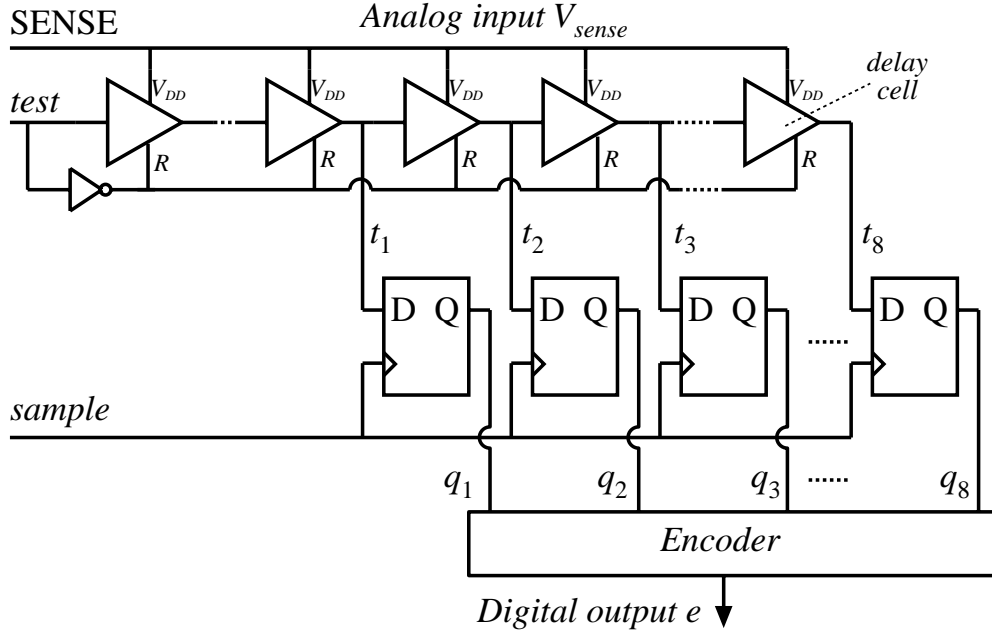 SENSE
Analog input V_sense
V_DD V_DD V_DD V_DD V_DD
delay
cell
test
R R R R R
t_1 t_2 t_3 t_8
D Q D Q D Q D Q
sample
q_1 q_2 q_3 q_8
Encoder
Digital output e